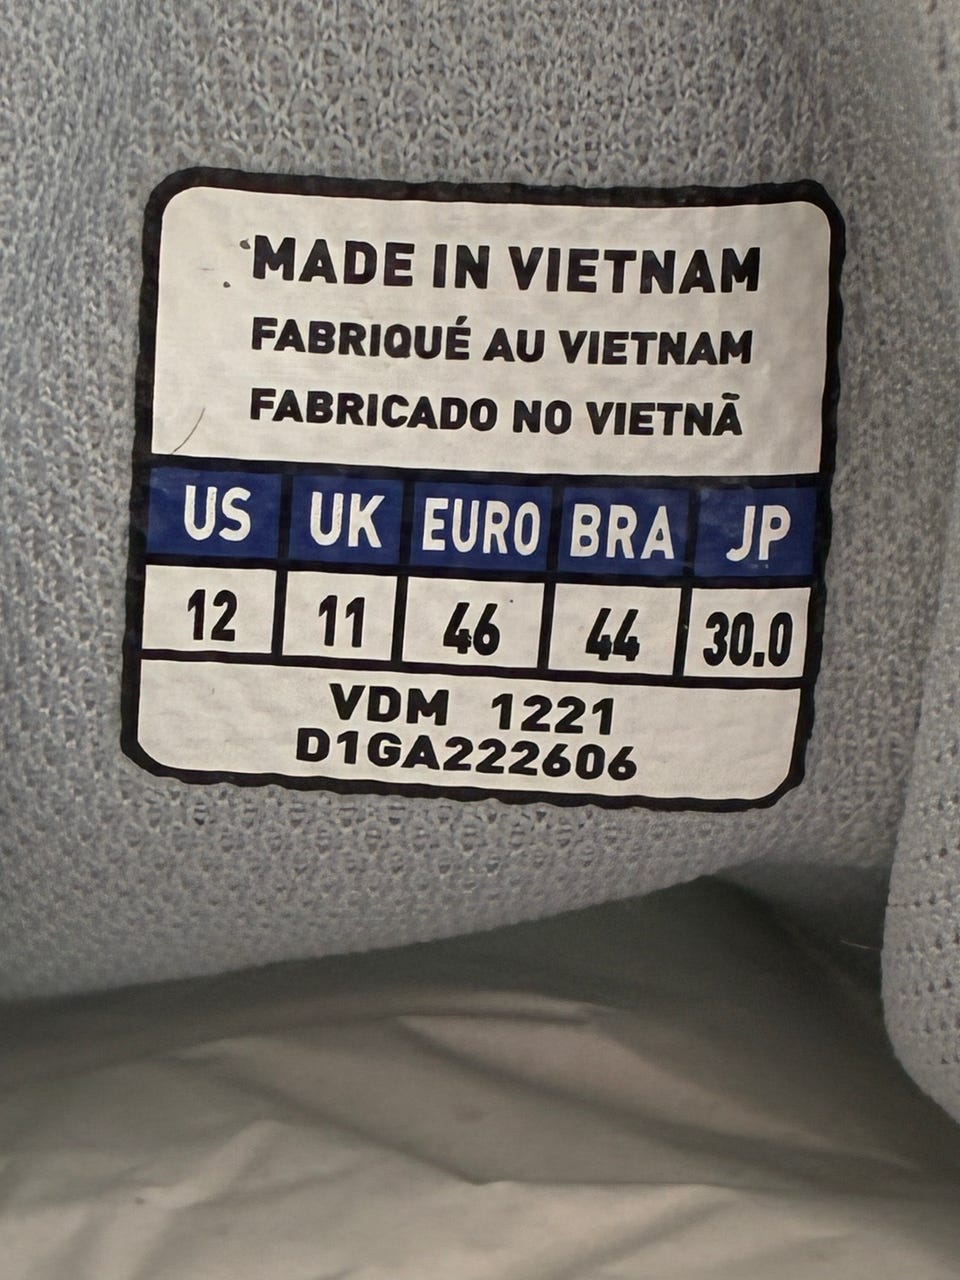 MADE IN VIETNAM
FABRIQUÉ AU VIETNAM
FABRICADO NO VIETNÃ
US UK EURO BRA JP
12 11 46 44 30.0
VDM 1221
D1GA222606